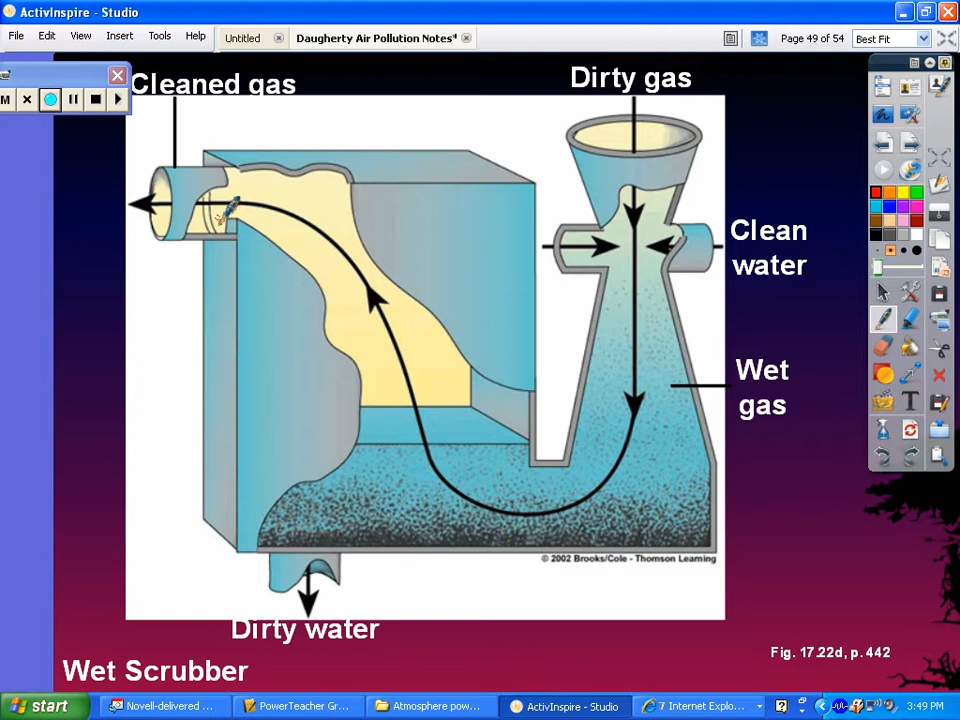 ActivInspire - Studio
File Edit View Insert Tools Help
Untitled
Daugherty Air Pollution Notes*
Page 49 of 54
Best Fit
M
Cleaned gas
Dirty gas
Clean
water
Wet
gas
© 2002 Brooks/Cole - Thomson Learning
Dirty water
Fig. 17.22d, p. 442
Wet Scrubber
T
start
Novell-delivered ...
PowerTeacher Gr...
Atmosphere pow...
ActivInspire - Studio
7 Internet Explo...
3:49 PM